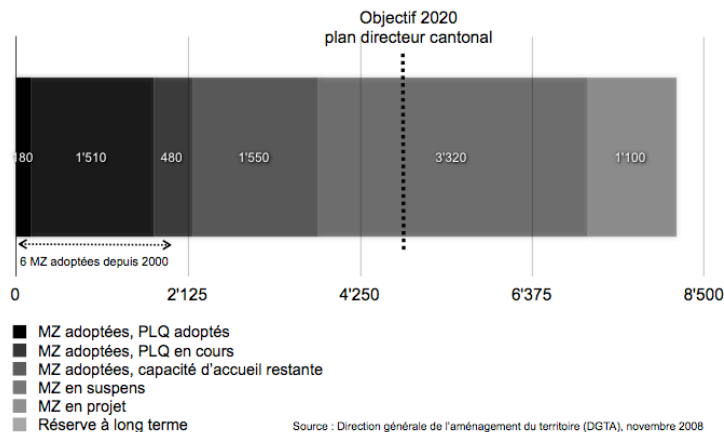 Objectif 2020
plan directeur cantonal
180 1'510 480 1'550 3'320 1'100
6 MZ adoptées depuis 2000
0 2'125 4'250 6'375 8'500
MZ adoptées, PLQ adoptés
MZ adoptées, PLQ en cours
MZ adoptées, capacité d'accueil restante
MZ en suspens
MZ en projet
Réserve à long terme
Source : Direction générale de l'aménagement du territoire (DGTA), novembre 2008